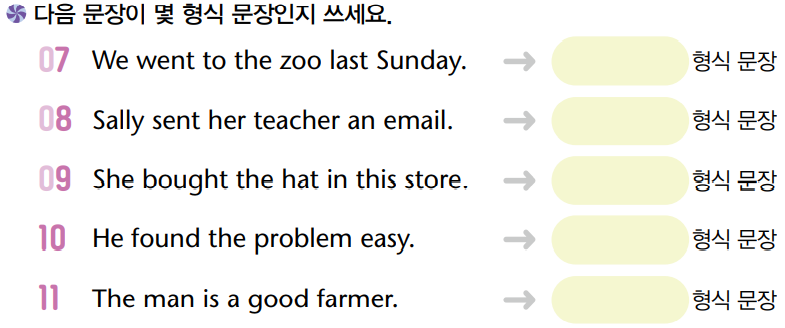 다음 문장이 몇 형식 문장인지 쓰세요.
07 We went to the zoo last Sunday. → 형식 문장
08 Sally sent her teacher an email. → 형식 문장
09 She bought the hat in this store. → 형식 문장
10 He found the problem easy. → 형식 문장
11 The man is a good farmer. → 형식 문장